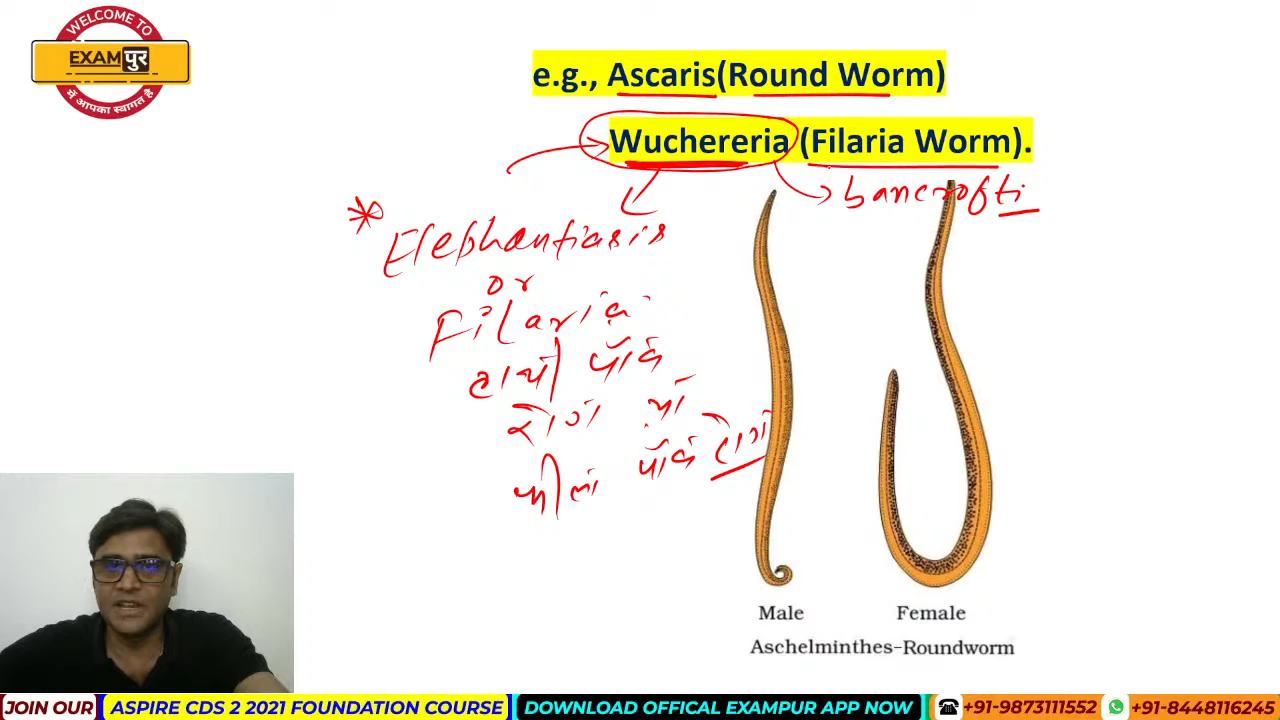 WELCOME TO
EXAMपुर
में आपका स्वागत है
e.g., Ascaris(Round Worm)
Wuchereria (Filaria Worm).
bancrofti
* Elephantiasis
or
Filaria
हाथी पाँव
रोग या
पाँव रोग
Male
Female
Aschelminthes-Roundworm
JOIN OUR
ASPIRE CDS 2 2021 FOUNDATION COURSE
DOWNLOAD OFFICAL EXAMPUR APP NOW
+91-9873111552
+91-8448116245